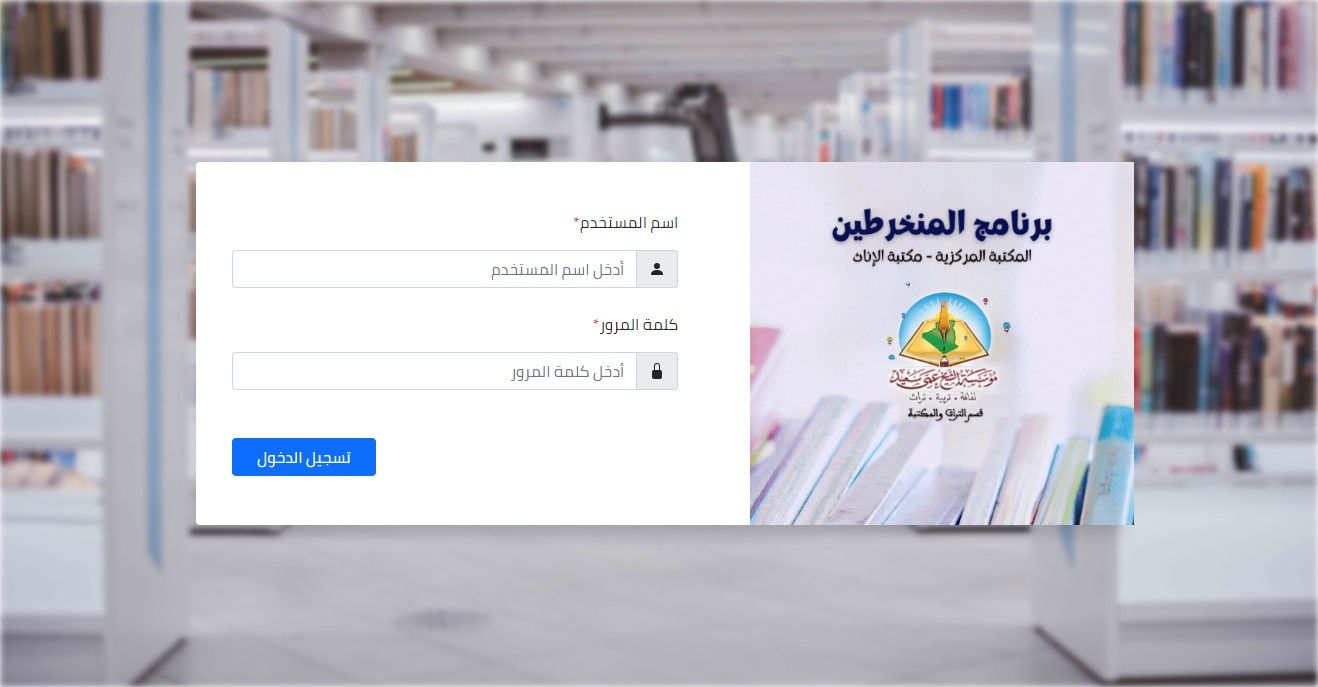 برنامج المنخرطين
المكتبة المركزية - مكتبة الإناث
مؤسسة الشيخ عمي سعيد
ثقافة • تربية • تراث
قسم التراث والمكتبة
اسم المستخدم*
أدخل اسم المستخدم
كلمة المرور*
أدخل كلمة المرور
تسجيل الدخول